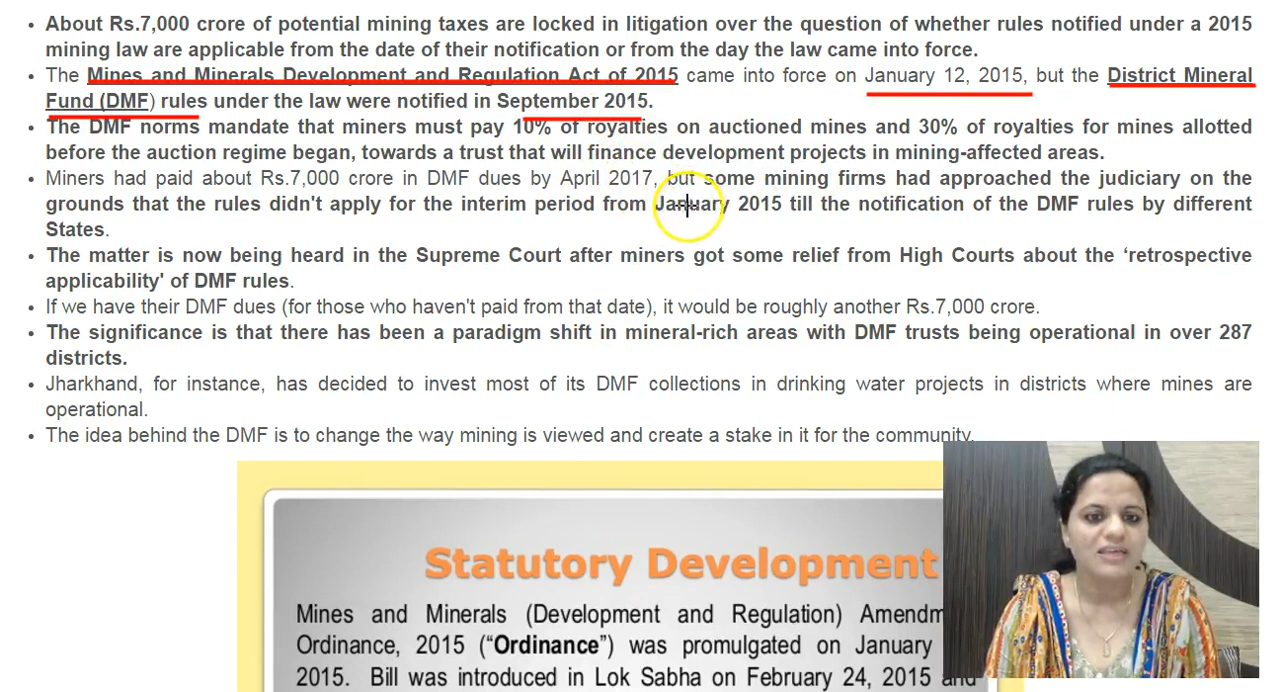 • About Rs.7,000 crore of potential mining taxes are locked in litigation over the question of whether rules notified under a 2015
mining law are applicable from the date of their notification or from the day the law came into force.
• The Mines and Minerals Development and Regulation Act of 2015 came into force on January 12, 2015, but the District Mineral
Fund (DMF) rules under the law were notified in September 2015.
• The DMF norms mandate that miners must pay 10% of royalties on auctioned mines and 30% of royalties for mines allotted
before the auction regime began, towards a trust that will finance development projects in mining-affected areas.
• Miners had paid about Rs.7,000 crore in DMF dues by April 2017, but some mining firms had approached the judiciary on the
grounds that the rules didn't apply for the interim period from January 2015 till the notification of the DMF rules by different
States.
• The matter is now being heard in the Supreme Court after miners got some relief from High Courts about the ‘retrospective
applicability' of DMF rules.
• If we have their DMF dues (for those who haven't paid from that date), it would be roughly another Rs.7,000 crore.
• The significance is that there has been a paradigm shift in mineral-rich areas with DMF trusts being operational in over 287
districts.
• Jharkhand, for instance, has decided to invest most of its DMF collections in drinking water projects in districts where mines are
operational.
• The idea behind the DMF is to change the way mining is viewed and create a stake in it for the community.
Statutory Development
Mines and Minerals (Development and Regulation)
Ordinance, 2015 (“Ordinance”) was promulgated on January
2015. Bill was introduced in Lok Sabha on February 24, 2015 and